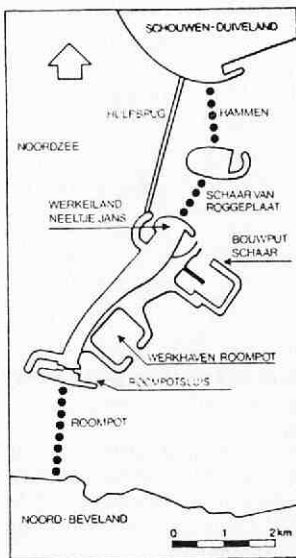 SCHOUWEN-DUIVELAND
HULPBRUG
HAMMEN
NOORDZEE
SCHAAR VAN
ROGGEPLAAT
WERKEILAND
NEELTJE JANS
BOUWPUT
SCHAAR
WERKHAVEN ROOMPOT
ROOMPOTSLUIS
ROOMPOT
NOORD-BEVELAND
0 1 2 km